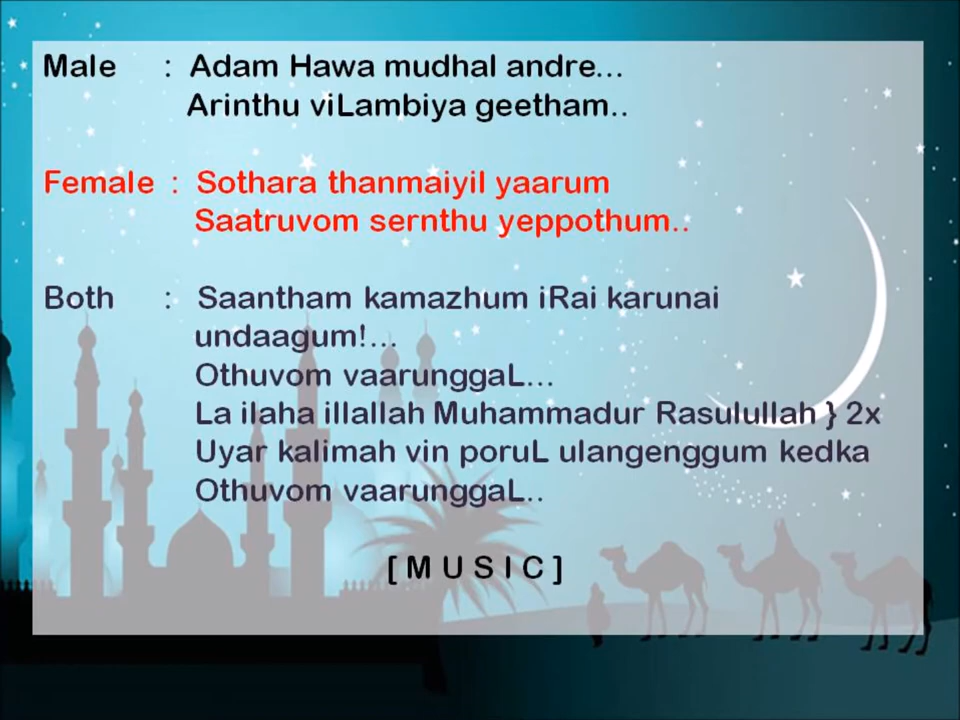 Male : Adam Hawa mudhal andre...
Arinthu viLambiya geetham..
Female : Sothara thanmaiyil yaarum
Saatruvom sernthu yeppothum..
Both : Saantham kamazhum iRai karunai
undaagum!...
Othuvom vaarunggaL...
La ilaha illallah Muhammadur Rasulullah } 2x
Uyar kalimah vin poruL ulangenggum kedka
Othuvom vaarunggaL..
[ M U S I C ]